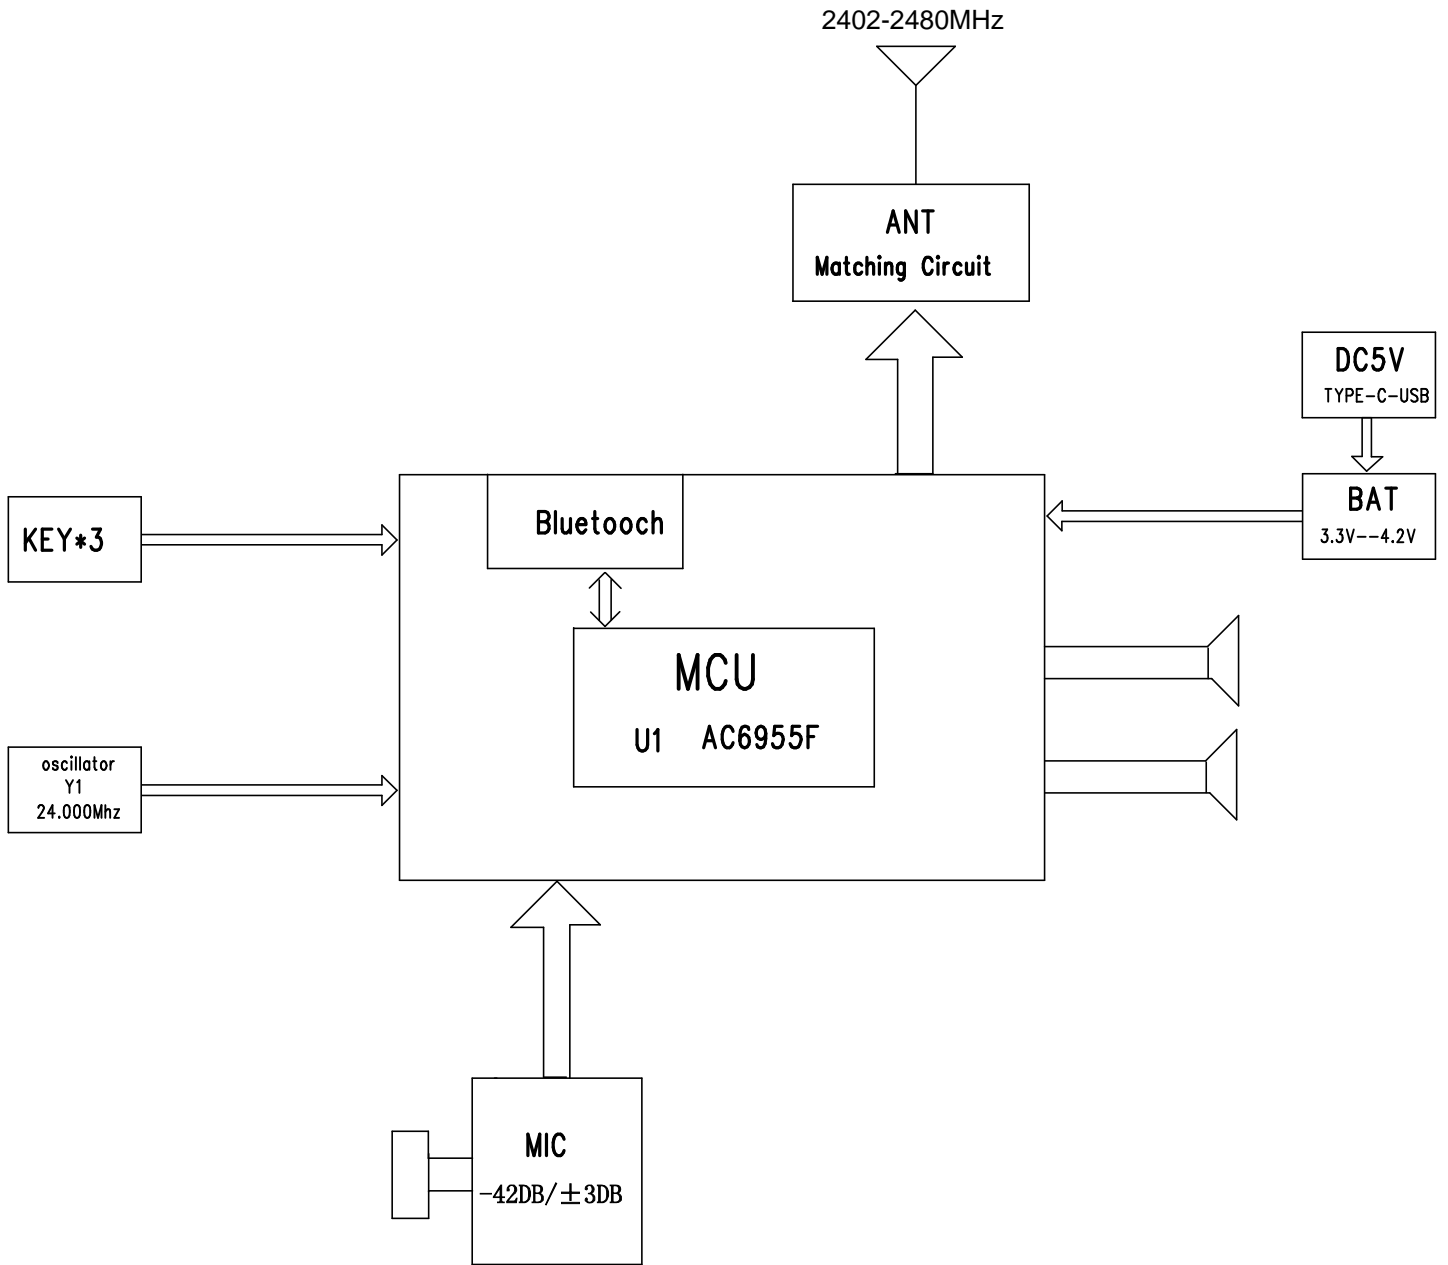 2402-2480MHz
ANT
Matching Circuit
DC5V
TYPE-C-USB
BAT
3.3V--4.2V
KEY*3
Bluetooch
MCU
U1 AC6955F
oscillator
Y1
24.000Mhz
MIC
-42DB/±3DB